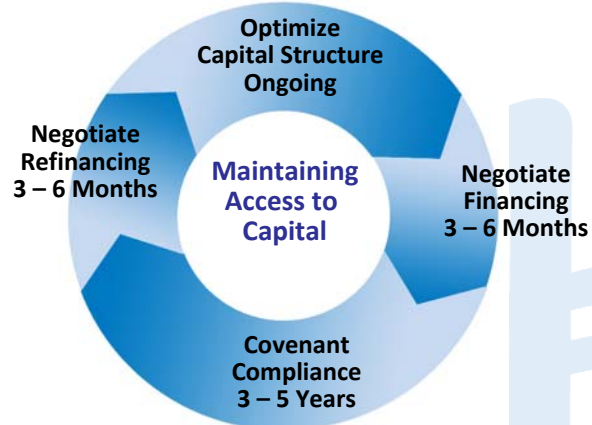 Optimize
Capital Structure
Ongoing
Negotiate
Refinancing
3 – 6 Months
Maintaining
Access to
Capital
Negotiate
Financing
3 – 6 Months
Covenant
Compliance
3 – 5 Years